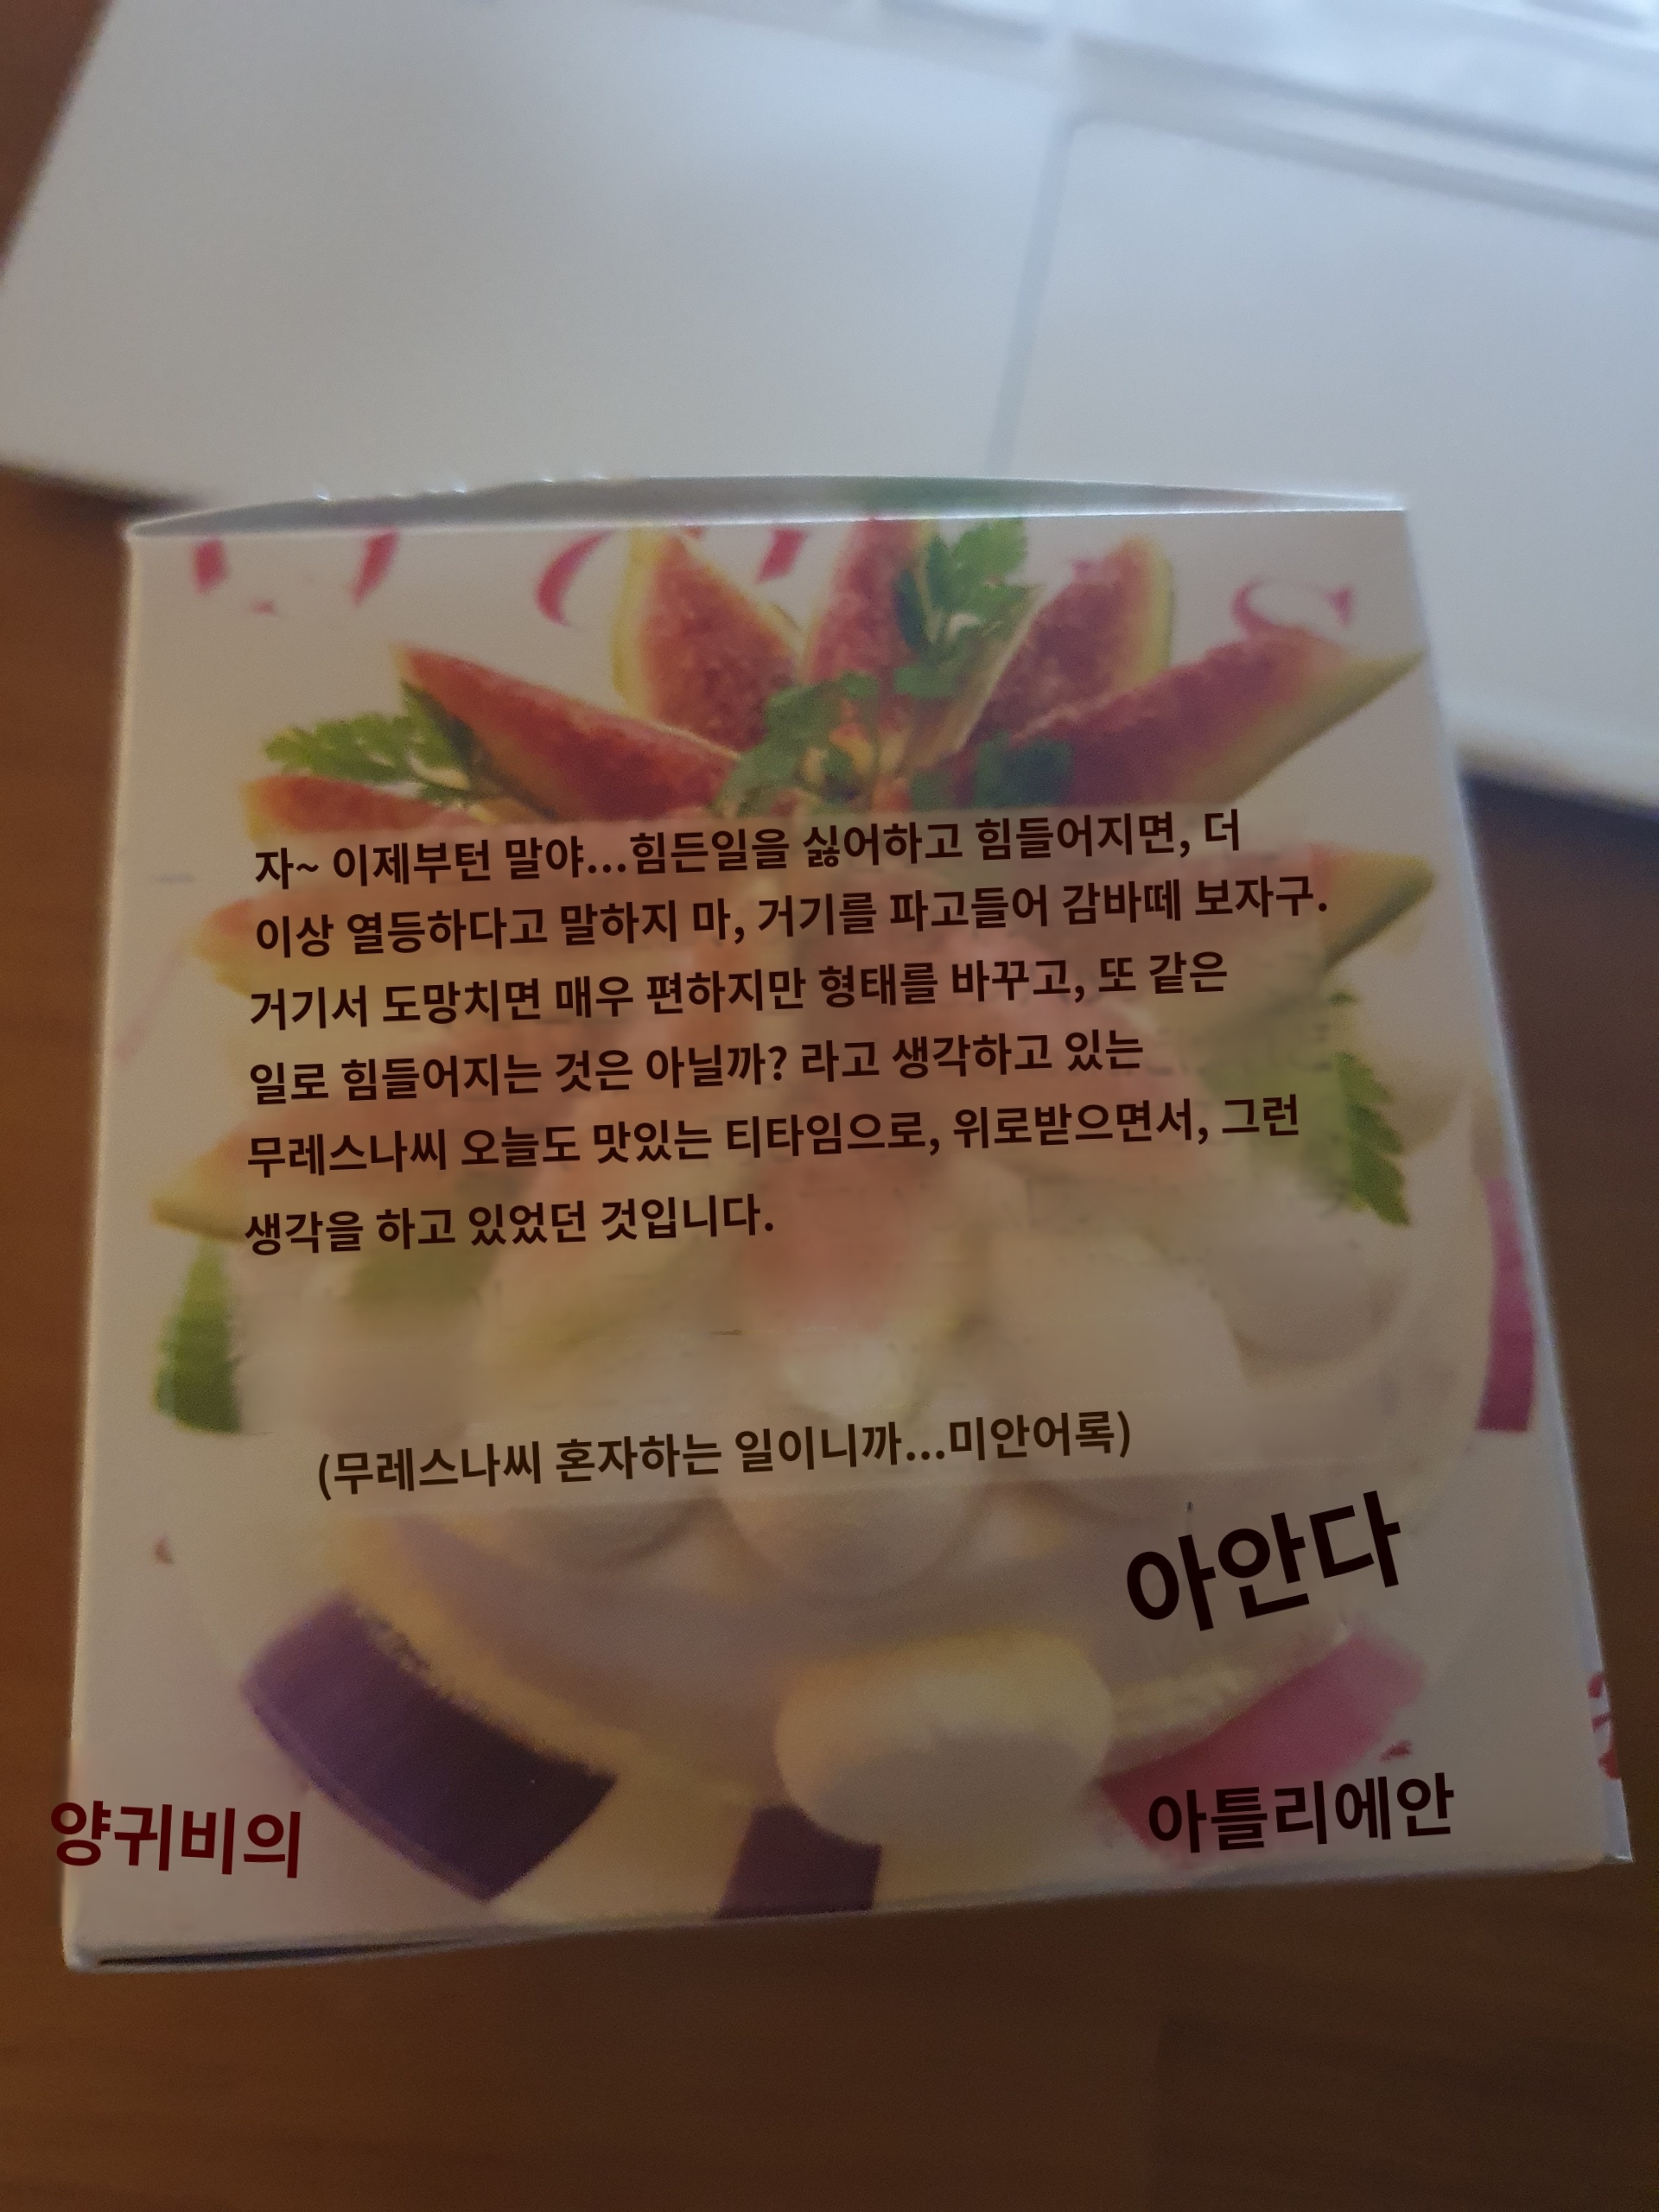 자~ 이제부턴 말야...힘든일을 싫어하고 힘들어지면, 더
이상 열등하다고 말하지 마, 거기를 파고들어 감바떼 보자구.
거기서 도망치면 매우 편하지만 형태를 바꾸고, 또 같은
일로 힘들어지는 것은 아닐까? 라고 생각하고 있는
무레스나씨 오늘도 맛있는 티타임으로, 위로받으면서, 그런
생각을 하고 있었던 것입니다.
(무레스나씨 혼자하는 일이니까...미안어록)
아안다
양귀비의
아틀리에안